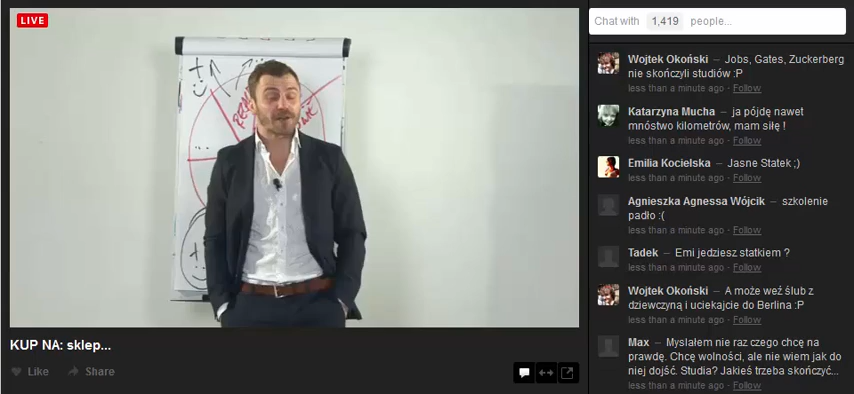 LIVE
Chat with 1,419 people...
Wojtek Okoński – Jobs, Gates, Zuckerberg
nie skończyli studiów :P
less than a minute ago · Follow
Katarzyna Mucha – ja pójdę nawet
mnóstwo kilometrów, mam siłę !
less than a minute ago · Follow
Emilia Kocielska – Jasne Statek ;)
less than a minute ago · Follow
Agnieszka Agnessa Wójcik – szkolenie
padło :(
less than a minute ago · Follow
Tadek – Emi jedziesz statkiem ?
less than a minute ago · Follow
Wojtek Okoński – A może weź ślub z
dziewczyną i uciekajcie do Berlina :P
less than a minute ago · Follow
Max – Myslałem nie raz czego chcę na
prawdę. Chcę wolności, ale nie wiem jak do
niej dojść. Studia? Jakieś trzeba skończyć...
less than a minute ago · Follow
KUP NA: sklep...
Like Share